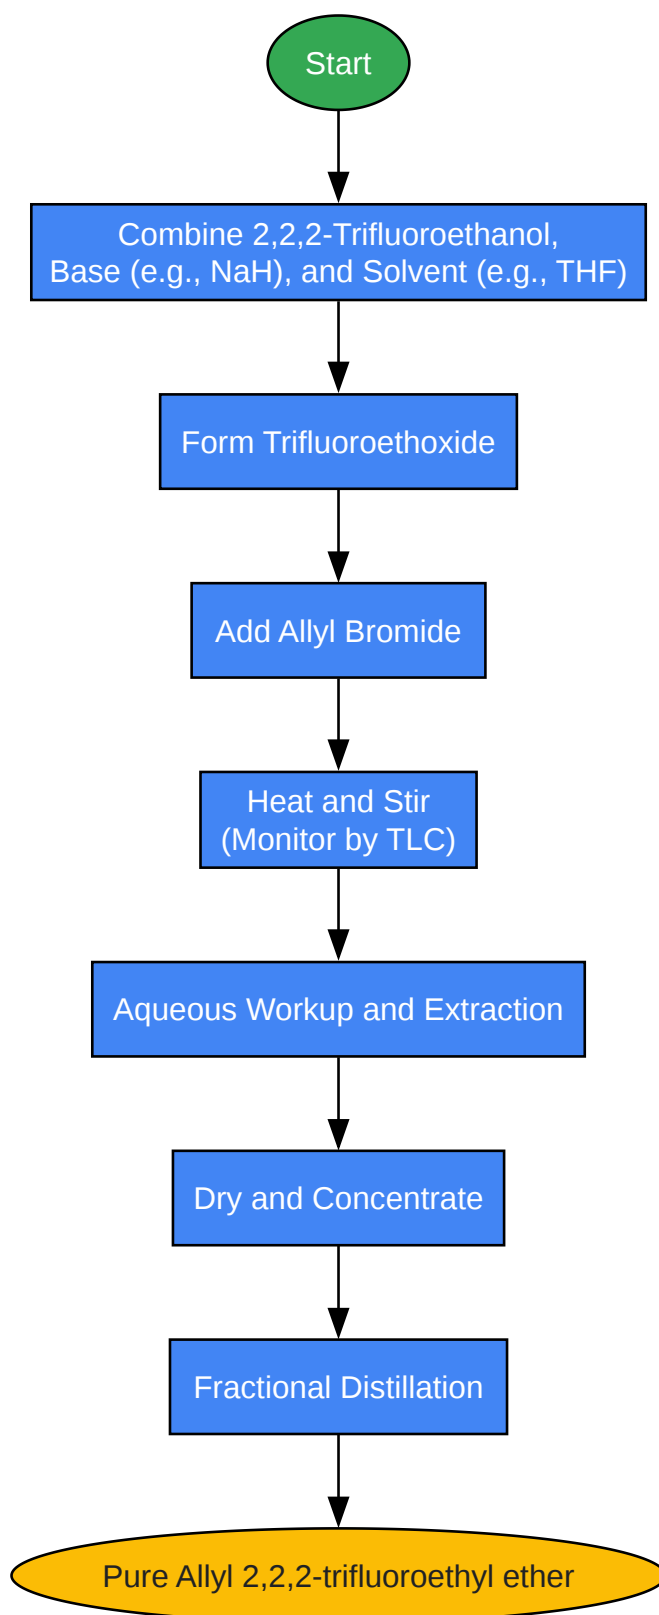 Start
Combine 2,2,2-Trifluoroethanol,
Base (e.g., NaH), and Solvent (e.g., THF)
Form Trifluoroethoxide
Add Allyl Bromide
Heat and Stir
(Monitor by TLC)
Aqueous Workup and Extraction
Dry and Concentrate
Fractional Distillation
Pure Allyl 2,2,2-trifluoroethyl ether